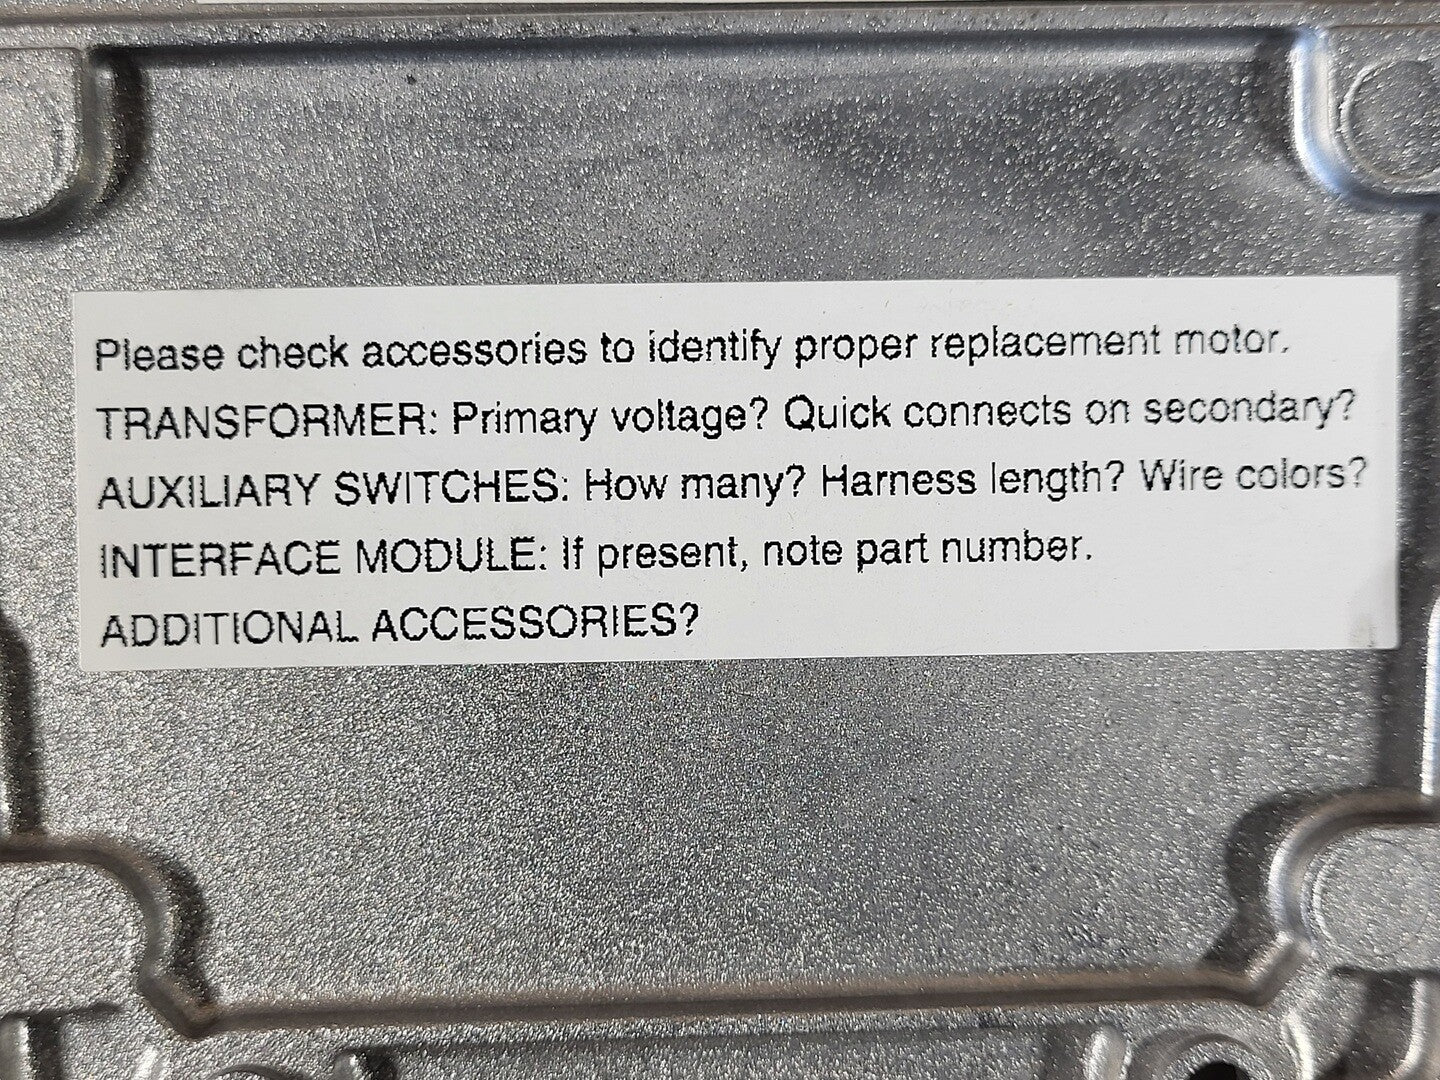 Please check accessories to identify proper replacement motor.
TRANSFORMER: Primary voltage? Quick connects on secondary?
AUXILIARY SWITCHES: How many? Harness length? Wire colors?
INTERFACE MODULE: If present, note part number.
ADDITIONAL ACCESSORIES?